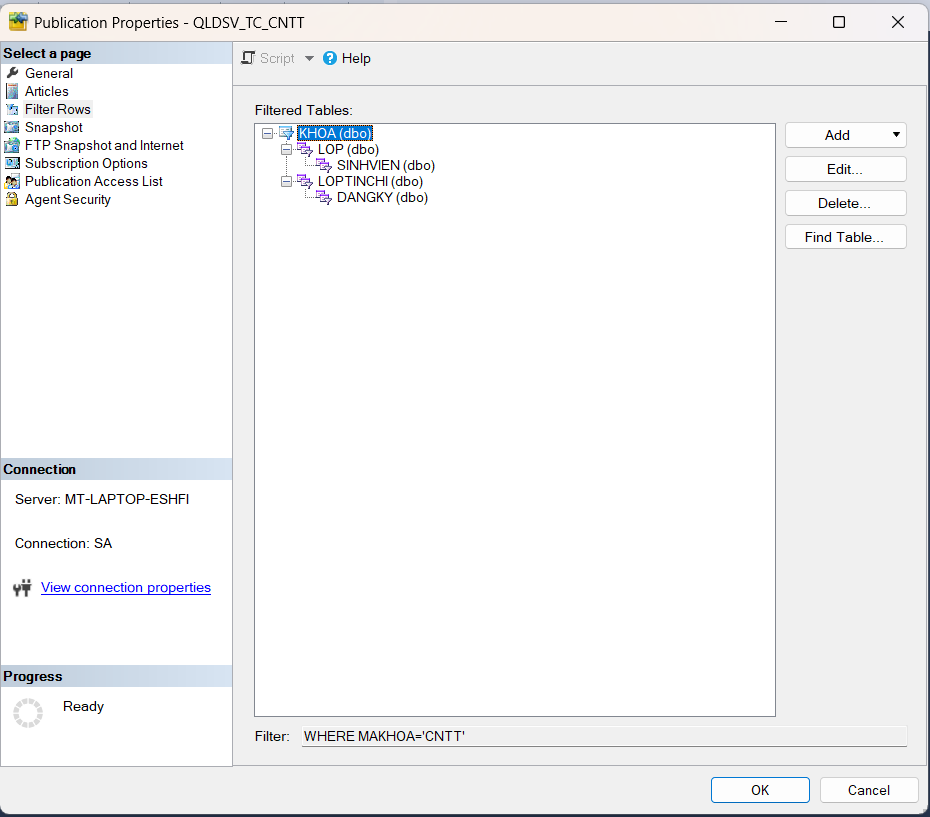 Publication Properties - QLDSV_TC_CNTT
Select a page
General
Articles
Filter Rows
Snapshot
FTP Snapshot and Internet
Subscription Options
Publication Access List
Agent Security
Connection
Server: MT-LAPTOP-ESHFI
Connection: SA
View connection properties
Progress
Ready
Script
Help
Filtered Tables:
KHOA (dbo)
LOP (dbo)
SINHVIEN (dbo)
LOPTINCHI (dbo)
DANGKY (dbo)
Add
Edit...
Delete...
Find Table...
Filter: WHERE MAKHOA='CNTT'
OK
Cancel